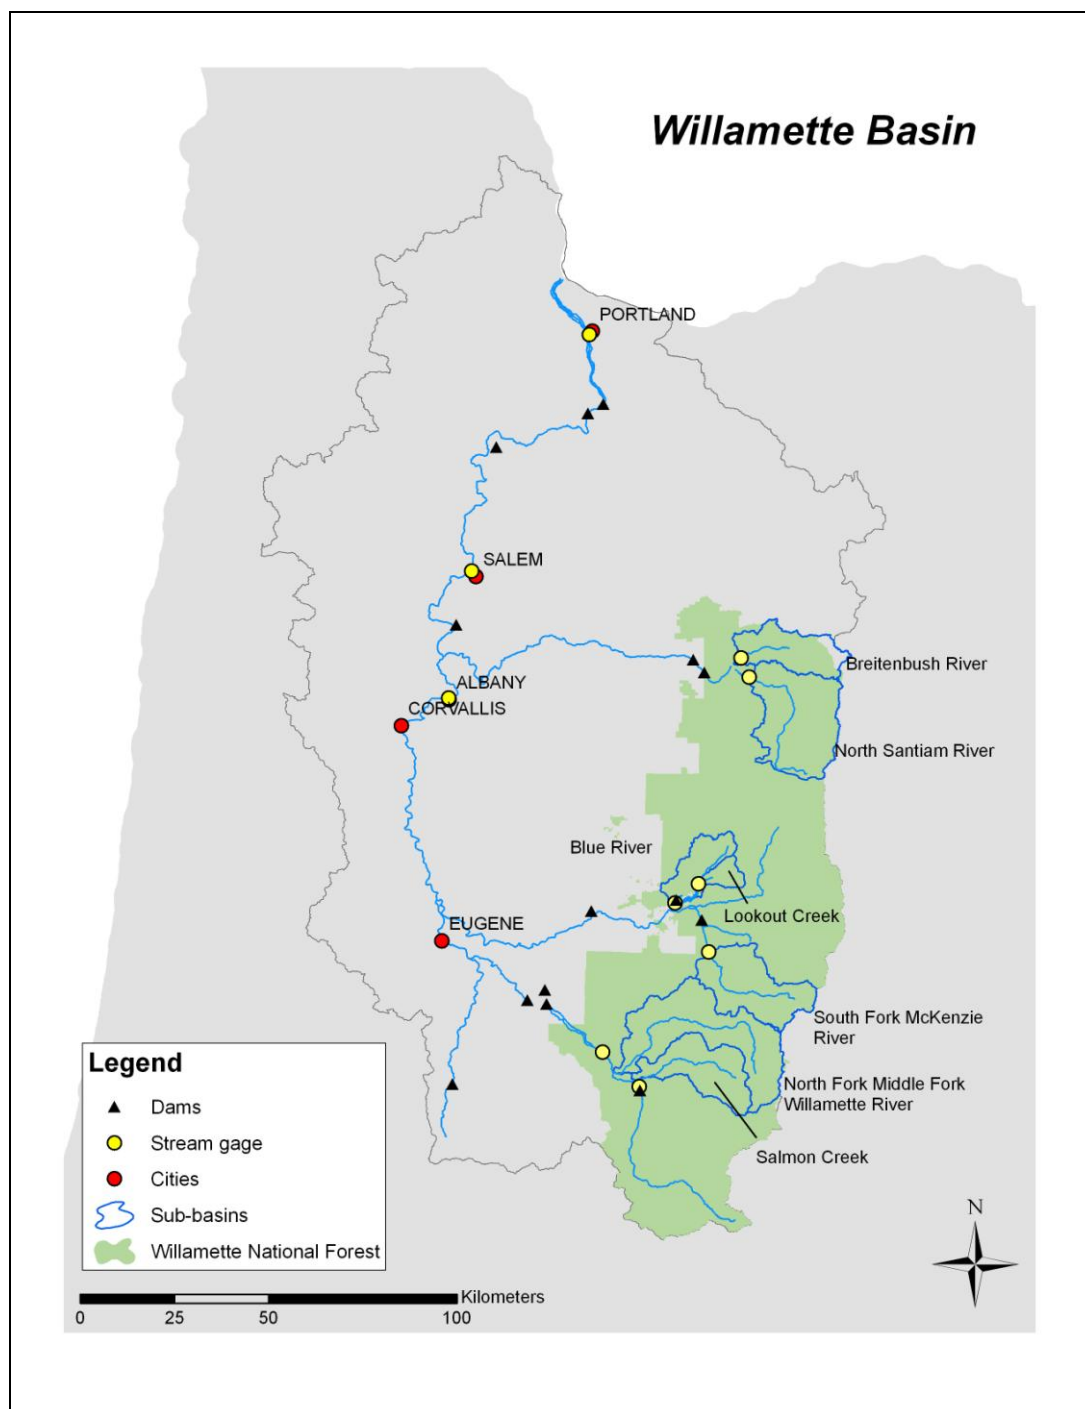 Willamette Basin
PORTLAND
SALEM
ALBANY
CORVALLIS
EUGENE
Breitenbush River
North Santiam River
Blue River
Lookout Creek
South Fork McKenzie
River
North Fork Middle Fork
Willamette River
Salmon Creek
Legend
Dams
Stream gage
Cities
Sub-basins
Willamette National Forest
N
Kilometers
0 25 50 100